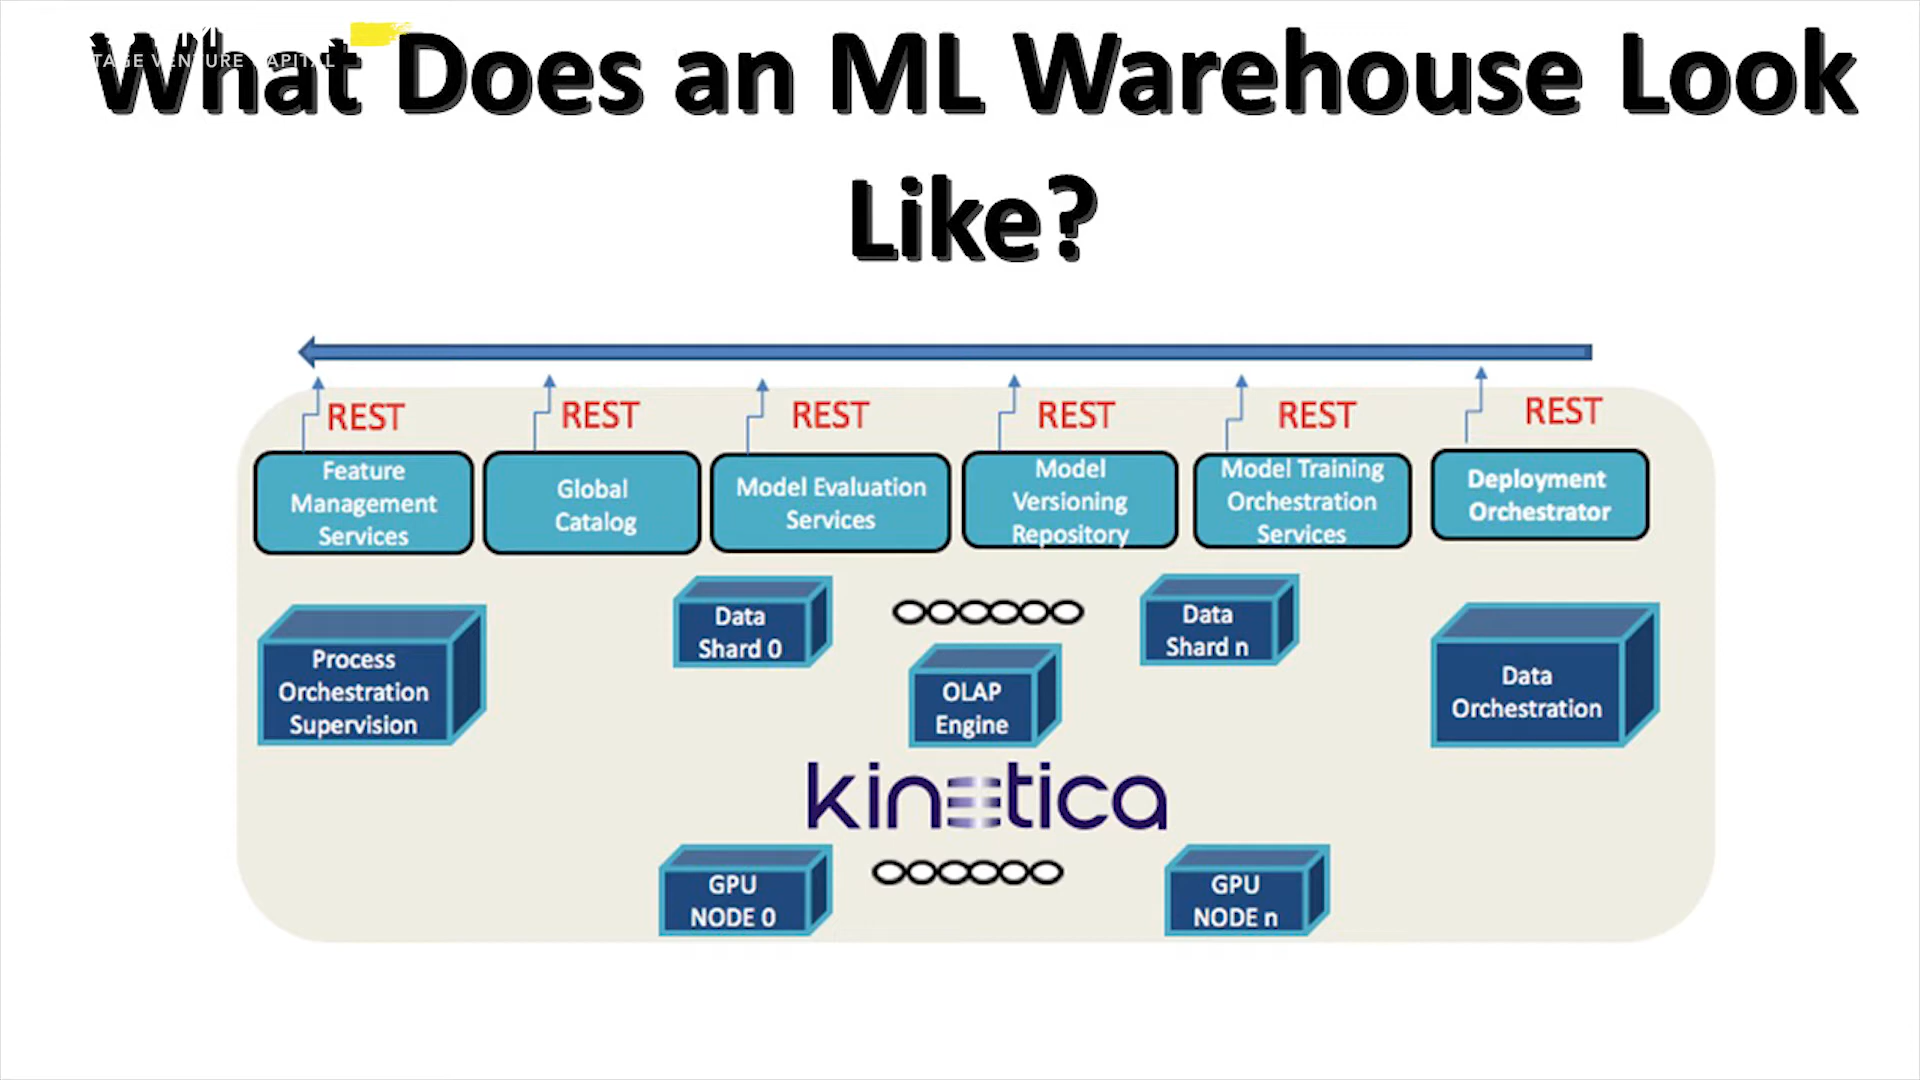 What Does an ML Warehouse Look
Like?
VENTURE CAPITAL
REST
REST
REST
REST
REST
REST
Feature
Management
Services
Global
Catalog
Model Evaluation
Services
Model
Versioning
Repository
Model Training
Orchestration
Services
Deployment
Orchestrator
Process
Orchestration
Supervision
Data
Shard 0
OLAP
Engine
Data
Shard n
Data
Orchestration
kinetica
GPU
NODE 0
GPU
NODE n